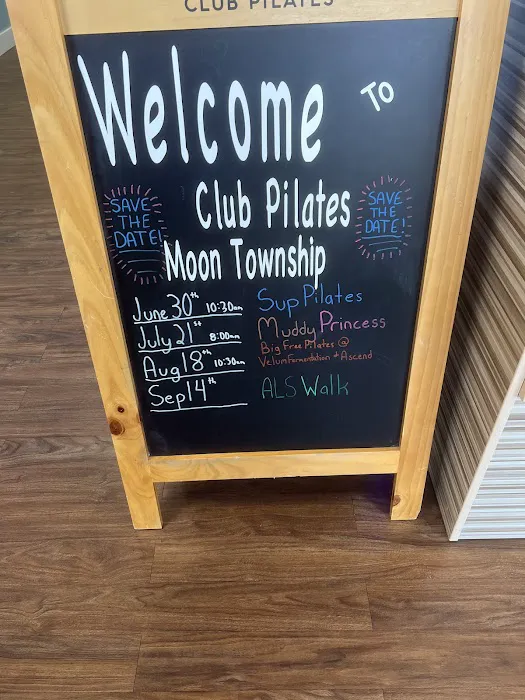 CLUB PILATES
Welcome TO
Club Pilates
Moon Township
SAVE
THE
DATE!
SAVE
THE
DATE!
June 30th 10:30am Sup Pilates
July 21st 8:00am Muddy Princess
Aug 18th 10:30am Big Free Pilates @
Velum Fermentation + Ascend
Sep 14th ALS Walk